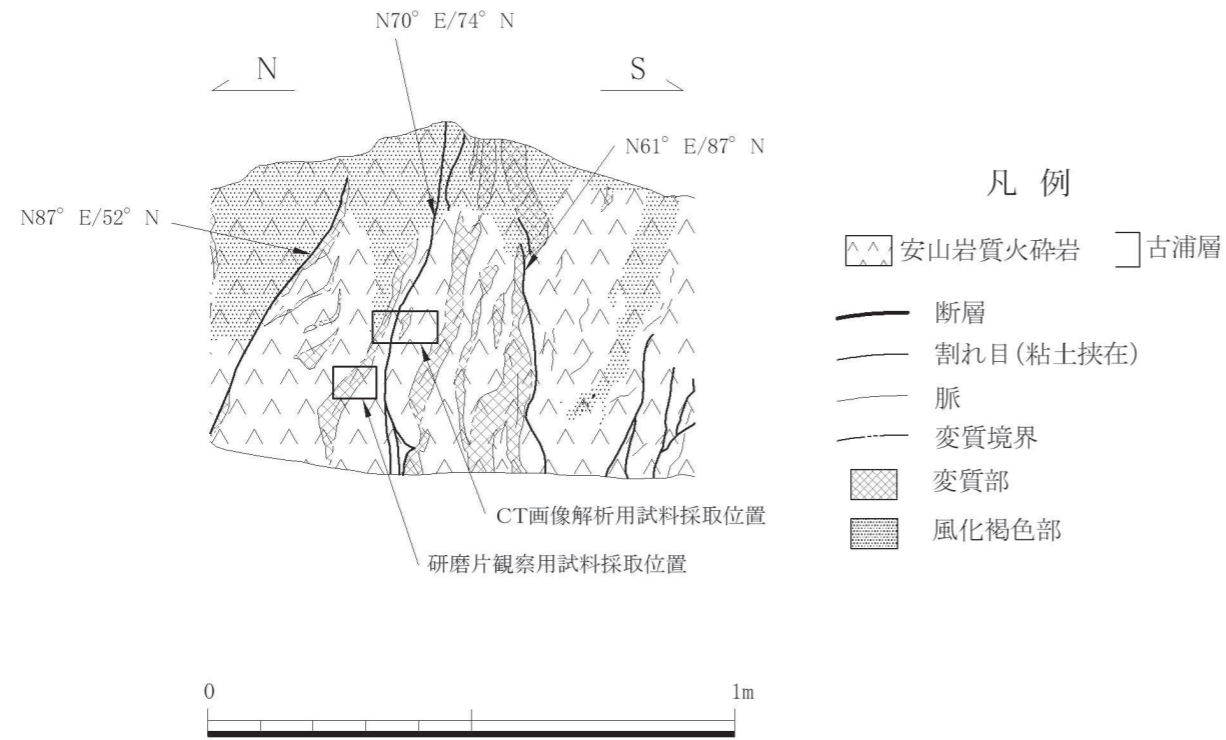 N70° E/74° N
N
S
N61° E/87° N
N87° E/52° N
凡 例
安山岩質火砕岩
古浦層
断層
割れ目(粘土挟在)
脈
変質境界
変質部
風化褐色部
CT画像解析用試料採取位置
研磨片観察用試料採取位置
0
1m